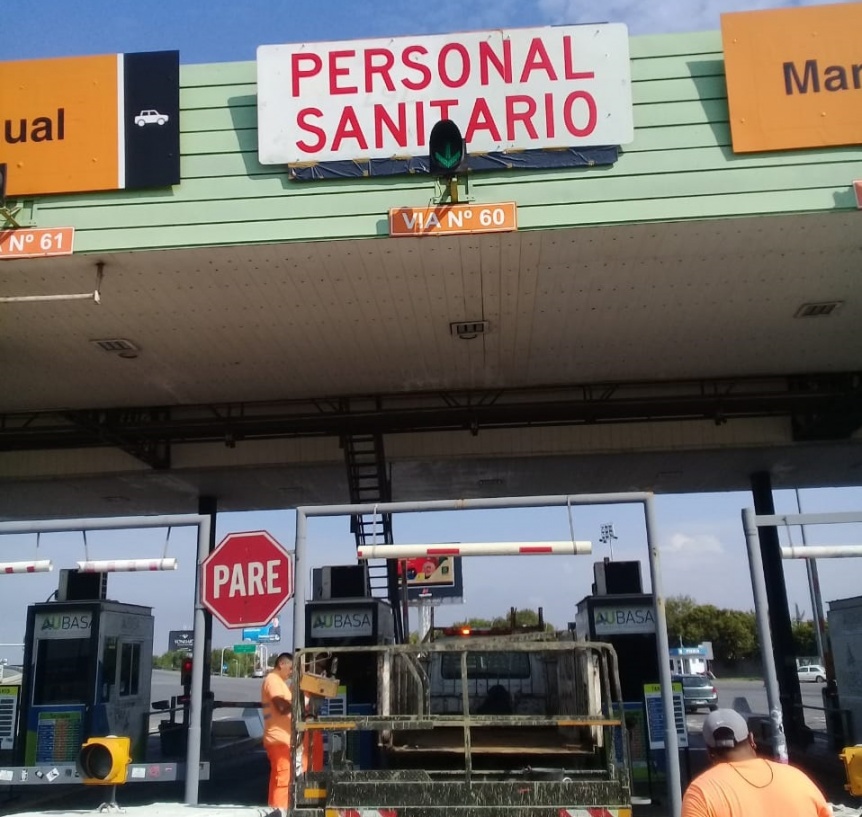 ual
PERSONAL
SANITARIO
Man
Nº 61
VIA Nº 60
PARE
AUBASA
AUBASA
AUBASA